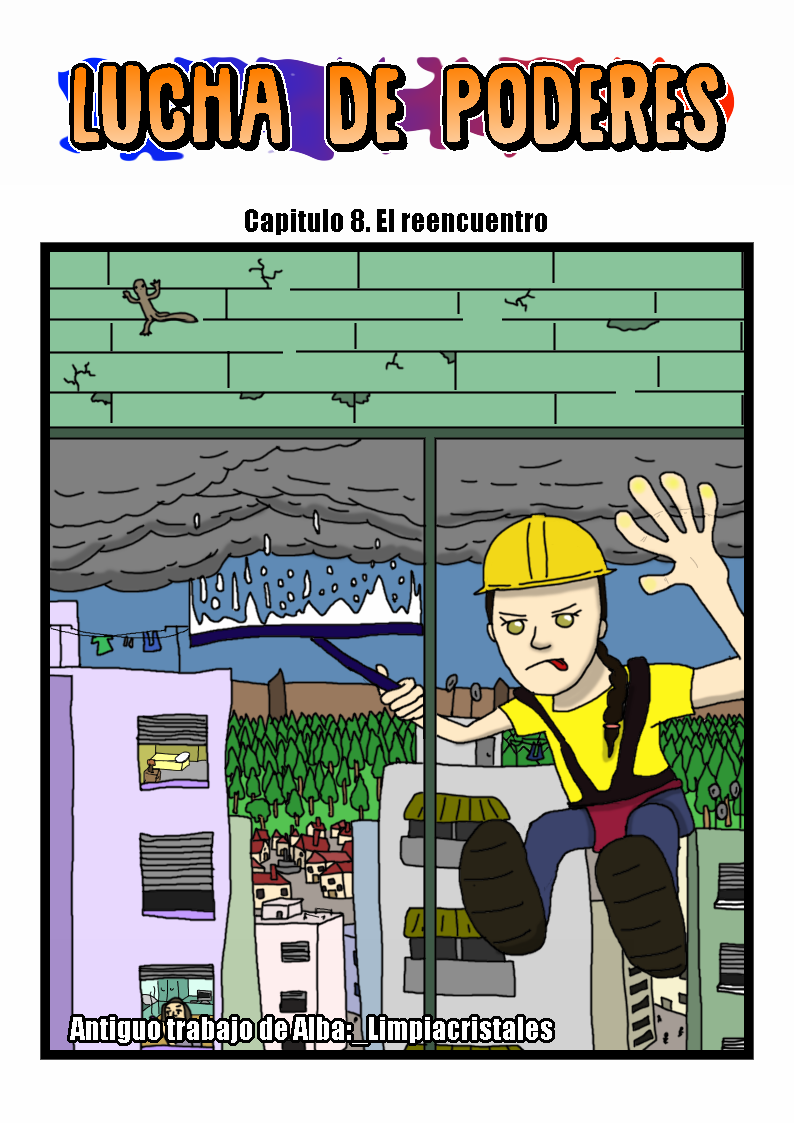 LUCHA DE PODERES
Capitulo 8. El reencuentro
Antiguo trabajo de Alba:_Limpiacristales